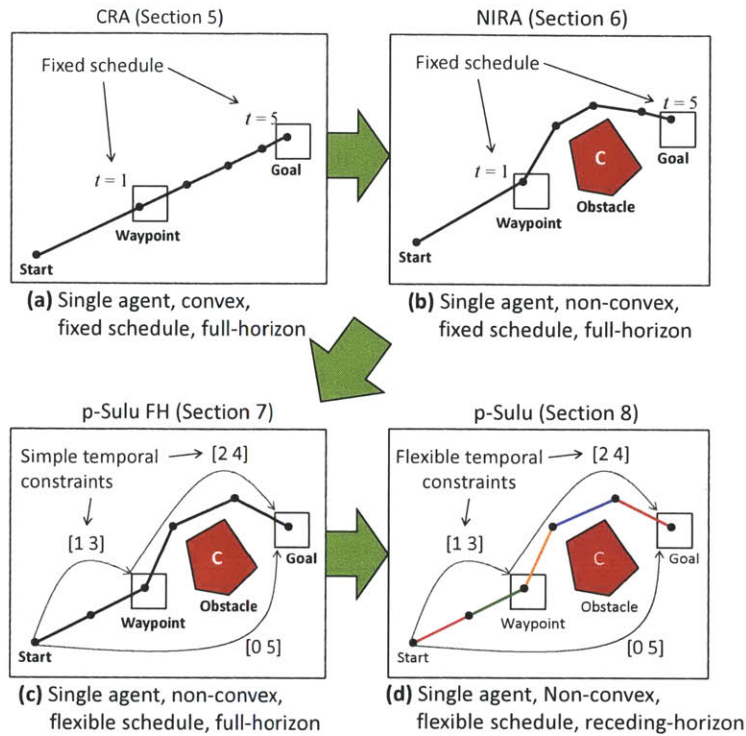 CRA (Section 5)
Fixed schedule
t = 5
Goal
t = 1
Waypoint
Start
(a) Single agent, convex,
fixed schedule, full-horizon
NIRA (Section 6)
Fixed schedule
t = 5
Goal
t = 1
C
Obstacle
Waypoint
Start
(b) Single agent, non-convex,
fixed schedule, full-horizon
p-Sulu FH (Section 7)
Simple temporal
constraints
[2 4]
[1 3]
C
Goal
Obstacle
Waypoint
Start
[0 5]
(c) Single agent, non-convex,
flexible schedule, full-horizon
p-Sulu (Section 8)
Flexible temporal
constraints
[2 4]
[1 3]
C
Goal
Obstacle
Waypoint
Start
[0 5]
(d) Single agent, Non-convex,
flexible schedule, receding-horizon